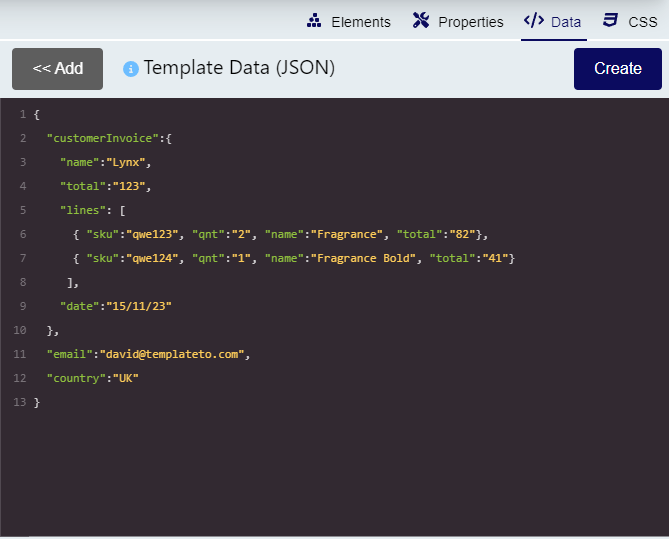 Elements Properties </> Data CSS
<< Add Template Data (JSON) Create
1 {
2 "customerInvoice":{
3 "name":"Lynx",
4 "total":"123",
5 "lines": [
6 { "sku":"qwe123", "qnt":"2", "name":"Fragrance", "total":"82"},
7 { "sku":"qwe124", "qnt":"1", "name":"Fragrance Bold", "total":"41"}
8 ],
9 "date":"15/11/23"
10 },
11 "email":"david@templateto.com",
12 "country":"UK"
13 }